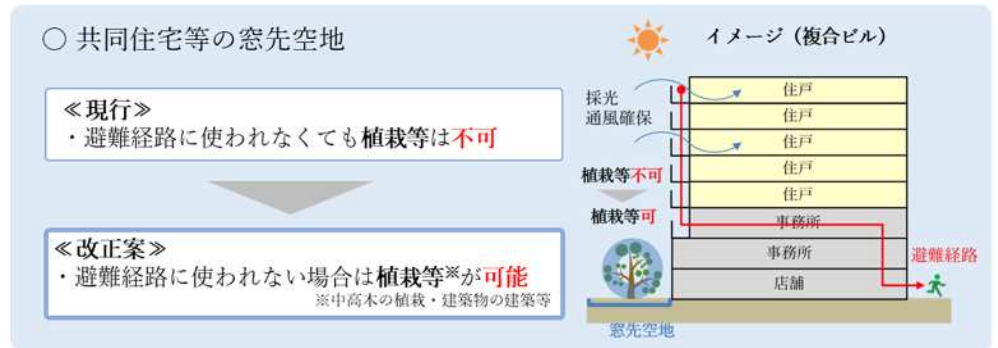 ○ 共同住宅等の窓先空地
≪現行≫
・避難経路に使われなくても植栽等は不可
≪改正案≫
・避難経路に使われない場合は植栽等※が可能
※中高木の植栽・建築物の建築等
イメージ（複合ビル）
採光
通風確保
植栽等不可
植栽等可
住戸
住戸
住戸
住戸
住戸
事務所
事務所
店舗
避難経路
窓先空地